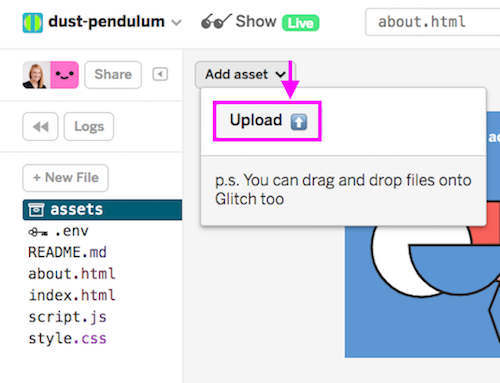 dust-pendulum
Show Live
about.html
Share
Add asset
Logs
Upload
ad
p.s. You can drag and drop files onto
Glitch too
+ New File
assets
.env
README.md
about.html
index.html
script.js
style.css